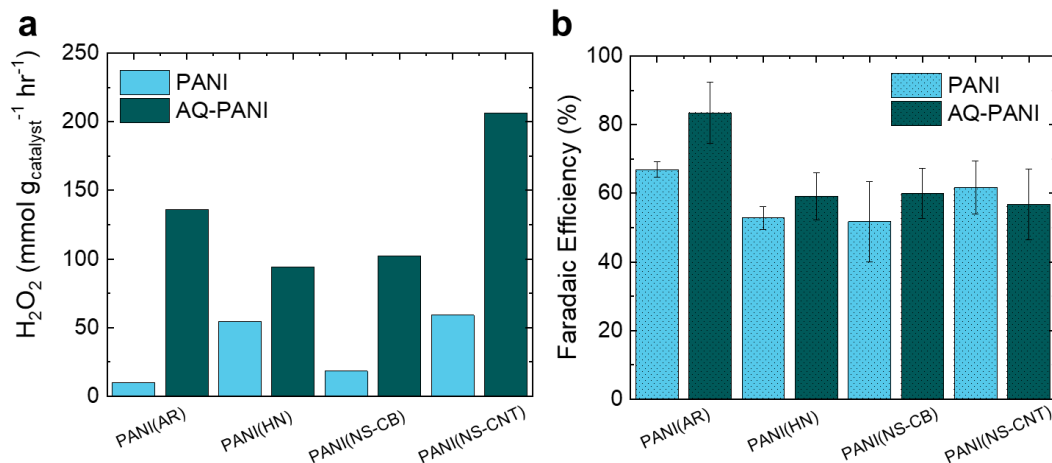 a
H₂O₂ (mmol g_catalyst⁻¹ hr⁻¹)
250
200
150
100
50
0
PANI
AQ-PANI
PANI(AR)
PANI(HN)
PANI(NS-CB)
PANI(NS-CNT)
b
Faradaic Efficiency (%)
100
80
60
40
20
0
PANI
AQ-PANI
PANI(AR)
PANI(HN)
PANI(NS-CB)
PANI(NS-CNT)